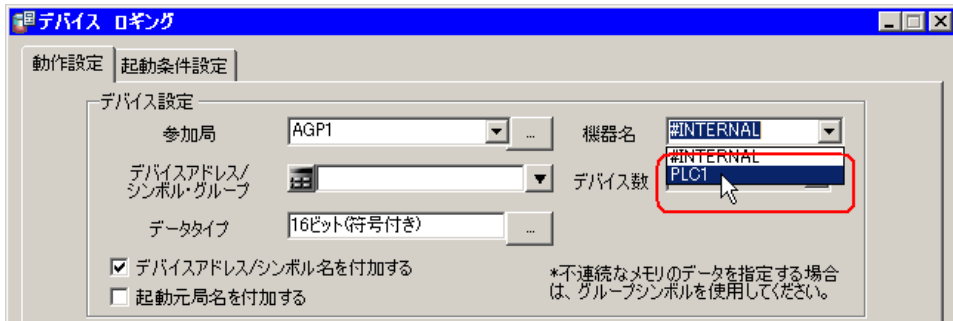 デバイス ロギング
動作設定 起動条件設定
デバイス設定
参加局 AGP1 ... 機器名 #INTERNAL
#INTERNAL
デバイスアドレス/
シンボル・グループ デバイス数 PLC1
データタイプ 16ビット(符号付き) ...
デバイスアドレス/シンボル名を付加する
起動元局名を付加する
*不連続なメモリのデータを指定する場合
は、グループシンボルを使用してください。